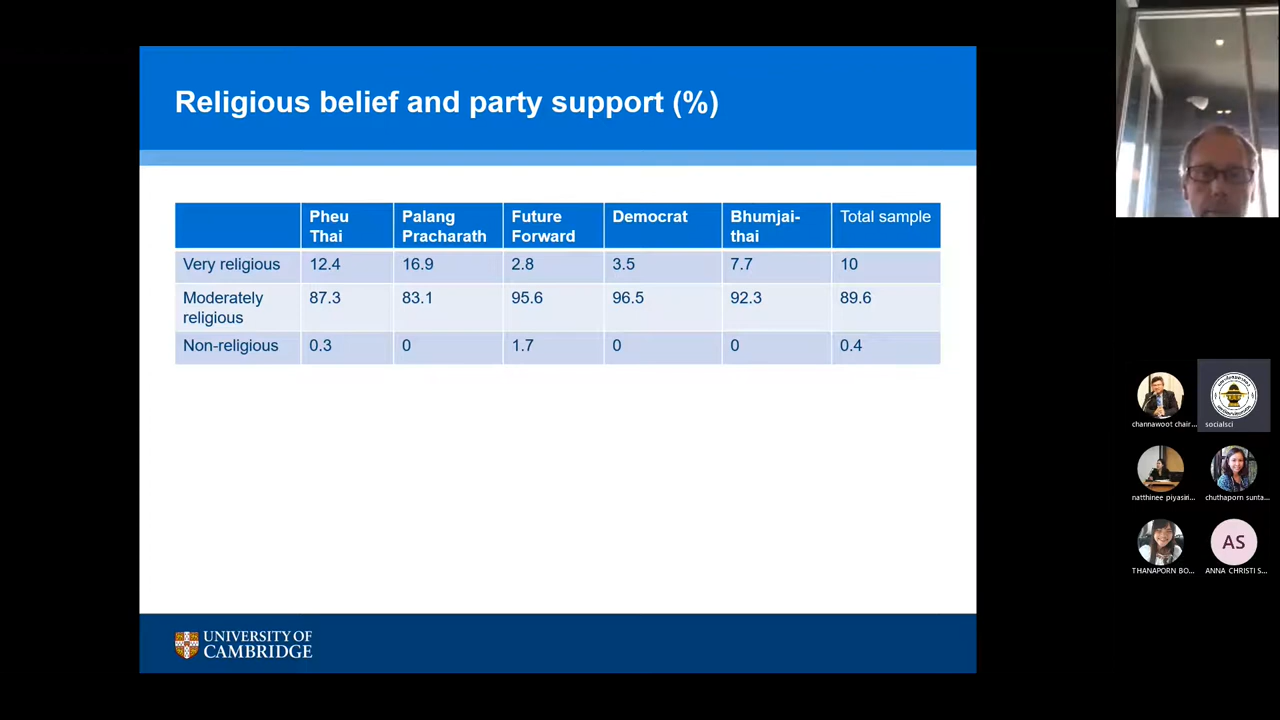 Religious belief and party support (%)
Pheu Thai Palang Pracharath Future Forward Democrat Bhumjai-thai Total sample
Very religious 12.4 16.9 2.8 3.5 7.7 10
Moderately religious 87.3 83.1 95.6 96.5 92.3 89.6
Non-religious 0.3 0 1.7 0 0 0.4
UNIVERSITY OF
CAMBRIDGE
channawoot chair...
socialsci
natthinee piyasiri...
chuthaporn sunta...
THANAPORN BO...
AS
ANNA CHRISTI S...